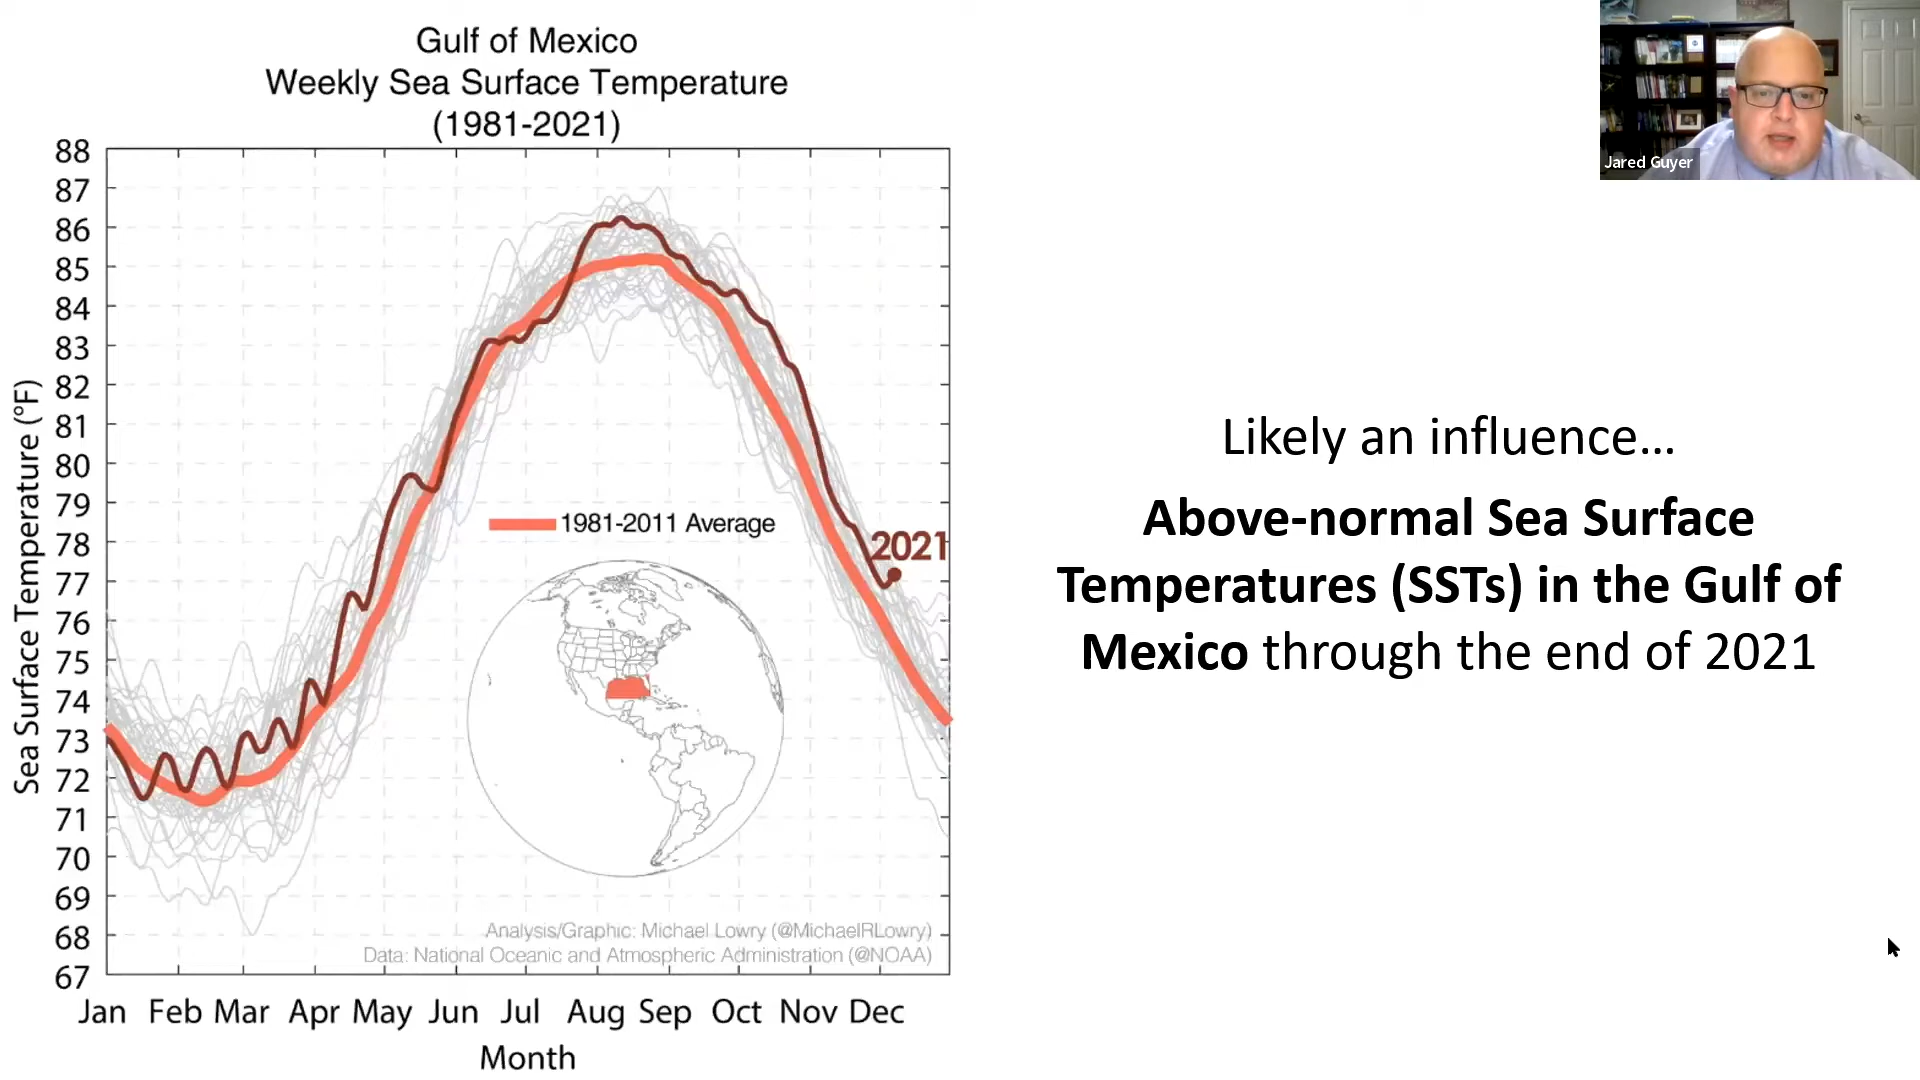 Gulf of Mexico
Weekly Sea Surface Temperature
(1981-2021)
Jared Guyer
88
87
86
85
84
83
82
81
80
79
78
77
76
75
74
73
72
71
70
69
68
67
Sea Surface Temperature (°F)
1981-2011 Average
2021
Analysis/Graphic: Michael Lowry (@MichaelRLowry)
Data: National Oceanic and Atmospheric Administration (@NOAA)
Jan Feb Mar Apr May Jun Jul Aug Sep Oct Nov Dec
Month
Likely an influence...
Above-normal Sea Surface
Temperatures (SSTs) in the Gulf of
Mexico through the end of 2021